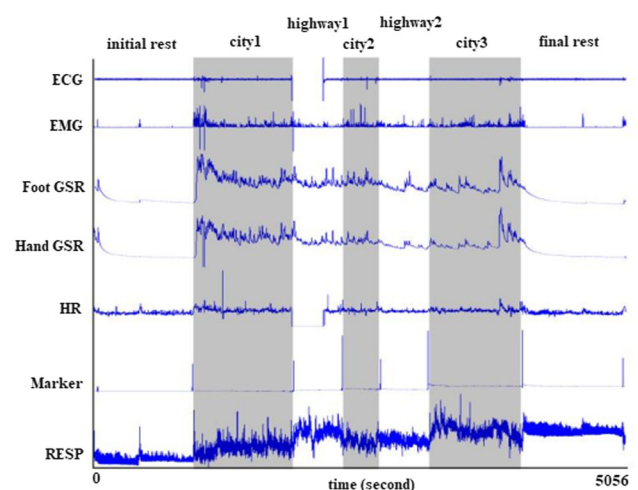 highway1 highway2
initial rest city1 city2 city3 final rest
ECG
EMG
Foot GSR
Hand GSR
HR
Marker
RESP
0 time (second) 5056